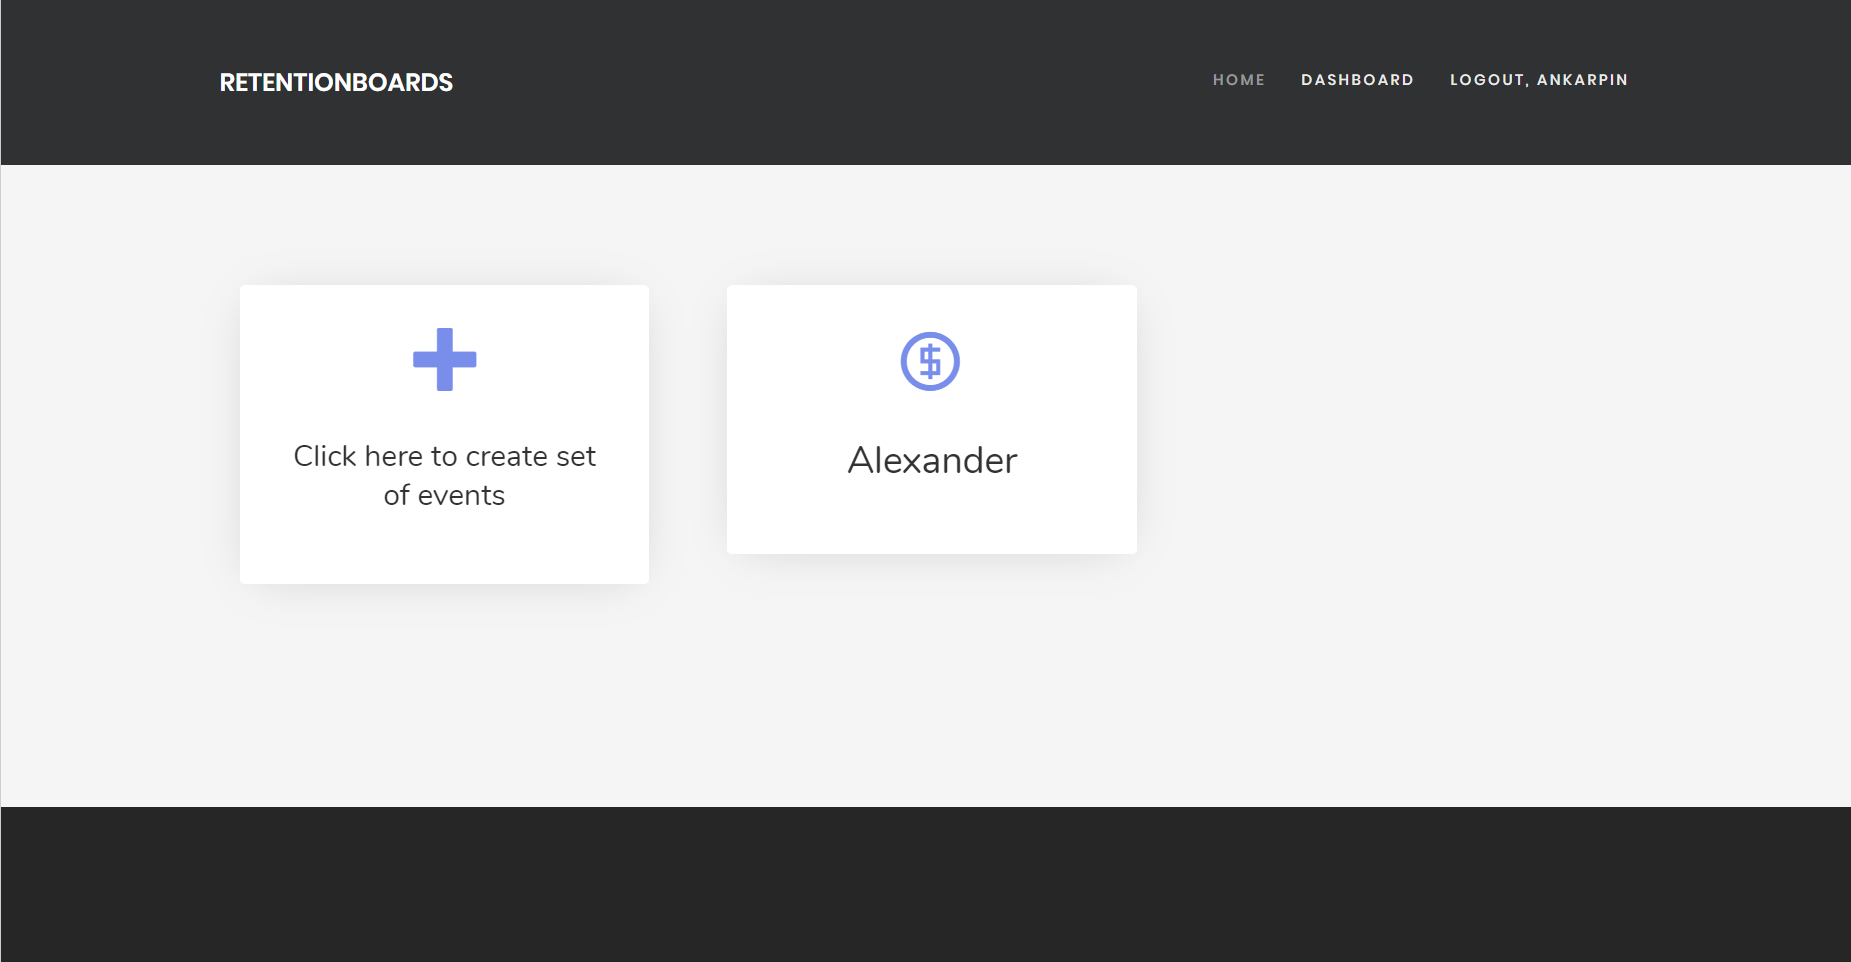 RETENTIONBOARDS
HOME DASHBOARD LOGOUT, ANKARPIN
Click here to create set
of events
Alexander